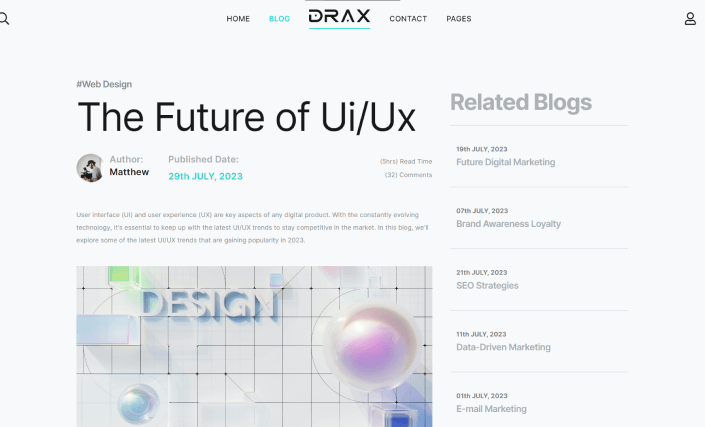 HOME BLOG DRAX CONTACT PAGES
#Web Design
The Future of Ui/Ux
Author:
Matthew
Published Date:
29th JULY, 2023
(5hrs) Read Time
(32) Comments
User interface (UI) and user experience (UX) are key aspects of any digital product. With the constantly evolving
technology, it's essential to keep up with the latest UI/UX trends to stay competitive in the market. In this blog, we'll
explore some of the latest UI/UX trends that are gaining popularity in 2023.
DESIGN
Related Blogs
19th JULY, 2023
Future Digital Marketing
07th JULY, 2023
Brand Awareness Loyalty
21th JULY, 2023
SEO Strategies
11th JULY, 2023
Data-Driven Marketing
01th JULY, 2023
E-mail Marketing